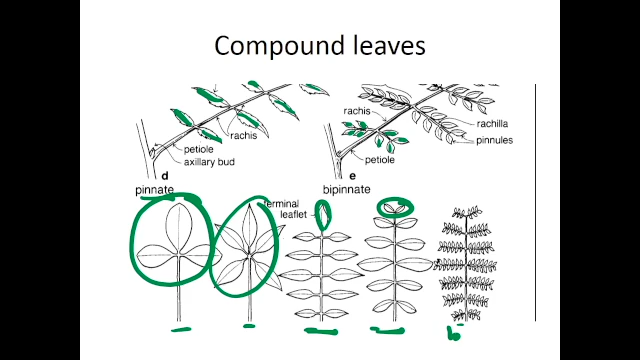 Compound leaves
rachis
petiole
axillary bud
d
pinnate
rachis
rachilla
pinnules
petiole
e
bipinnate
terminal
leaflet
b